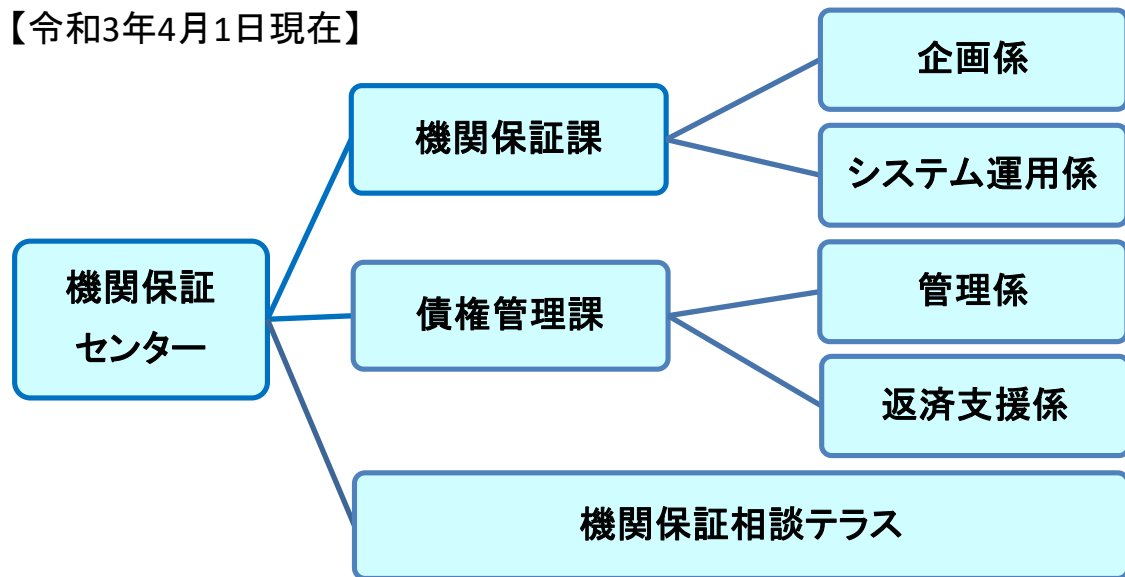 【令和3年4月1日現在】
機関保証
センター
機関保証課
企画係
システム運用係
債権管理課
管理係
返済支援係
機関保証相談テラス